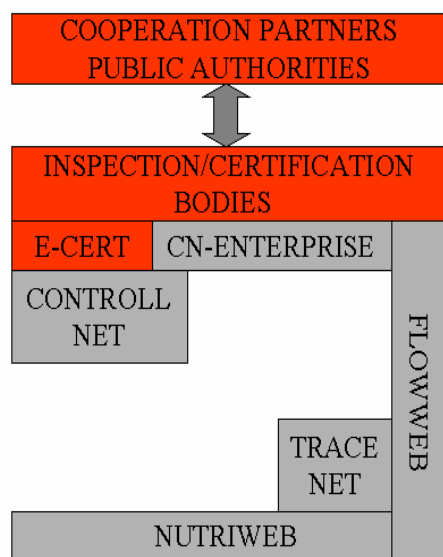 COOPERATION PARTNERS
PUBLIC AUTHORITIES
INSPECTION/CERTIFICATION
BODIES
E-CERT
CN-ENTERPRISE
CONTROLL
NET
FLOWWEB
TRACE
NET
NUTRIWEB